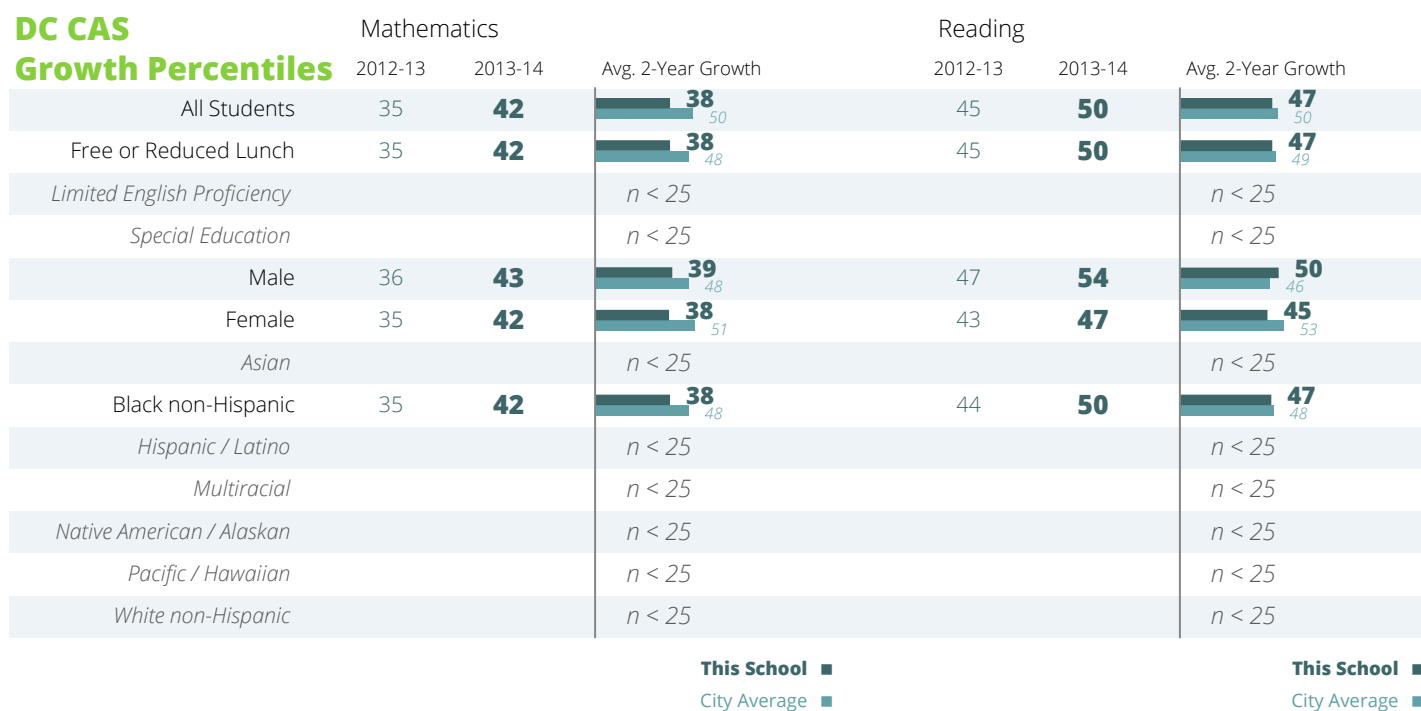 DC CAS
Growth Percentiles
Mathematics
Reading
2012-13 2013-14 Avg. 2-Year Growth 2012-13 2013-14 Avg. 2-Year Growth
All Students 35 42 38 50 45 50 47 50
Free or Reduced Lunch 35 42 38 48 45 50 47 49
Limited English Proficiency n < 25 n < 25
Special Education n < 25 n < 25
Male 36 43 39 48 47 54 50 46
Female 35 42 38 51 43 47 45 53
Asian n < 25 n < 25
Black non-Hispanic 35 42 38 48 44 50 47 48
Hispanic / Latino n < 25 n < 25
Multiracial n < 25 n < 25
Native American / Alaskan n < 25 n < 25
Pacific / Hawaiian n < 25 n < 25
White non-Hispanic n < 25 n < 25
This School This School
City Average City Average